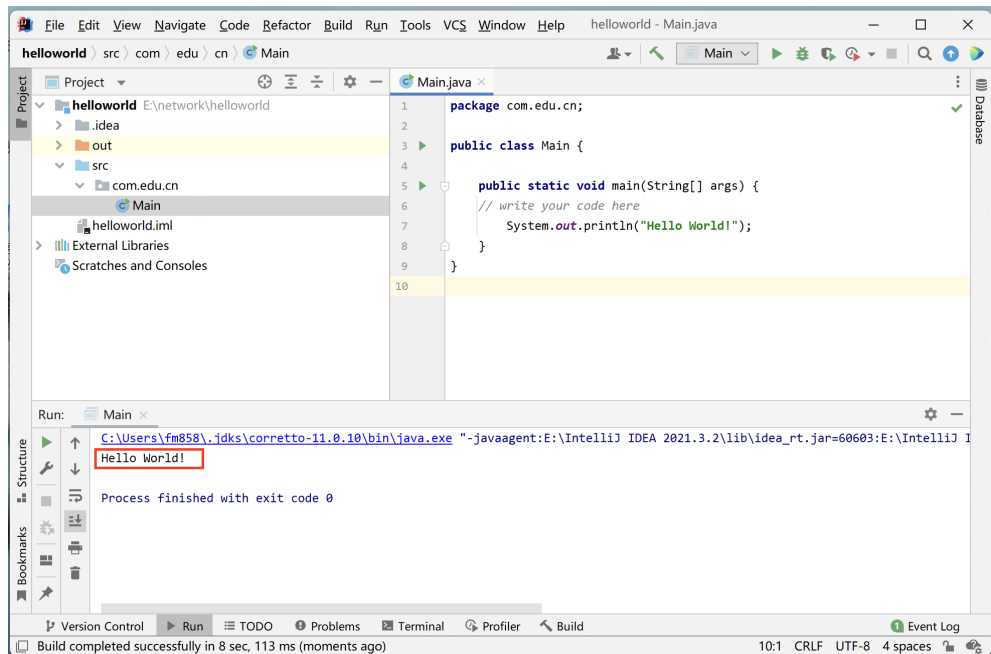 File Edit View Navigate Code Refactor Build Run Tools VCS Window Help helloworld - Main.java
helloworld src com edu cn Main
Main
Project
Main.java
Project
Database
helloworld E:\network\helloworld
.idea
out
src
com.edu.cn
Main
helloworld.iml
External Libraries
Scratches and Consoles
1 package com.edu.cn;
2
3 public class Main {
4
5 public static void main(String[] args) {
6 // write your code here
7 System.out.println("Hello World!");
8 }
9 }
10
Run: Main
C:\Users\fm858\.jdks\corretto-11.0.10\bin\java.exe "-javaagent:E:\IntelliJ IDEA 2021.3.2\lib\idea_rt.jar=60603:E:\IntelliJ I
Hello World!
Process finished with exit code 0
Structure
Bookmarks
Version Control Run TODO Problems Terminal Profiler Build 1 Event Log
Build completed successfully in 8 sec, 113 ms (moments ago) 10:1 CRLF UTF-8 4 spaces